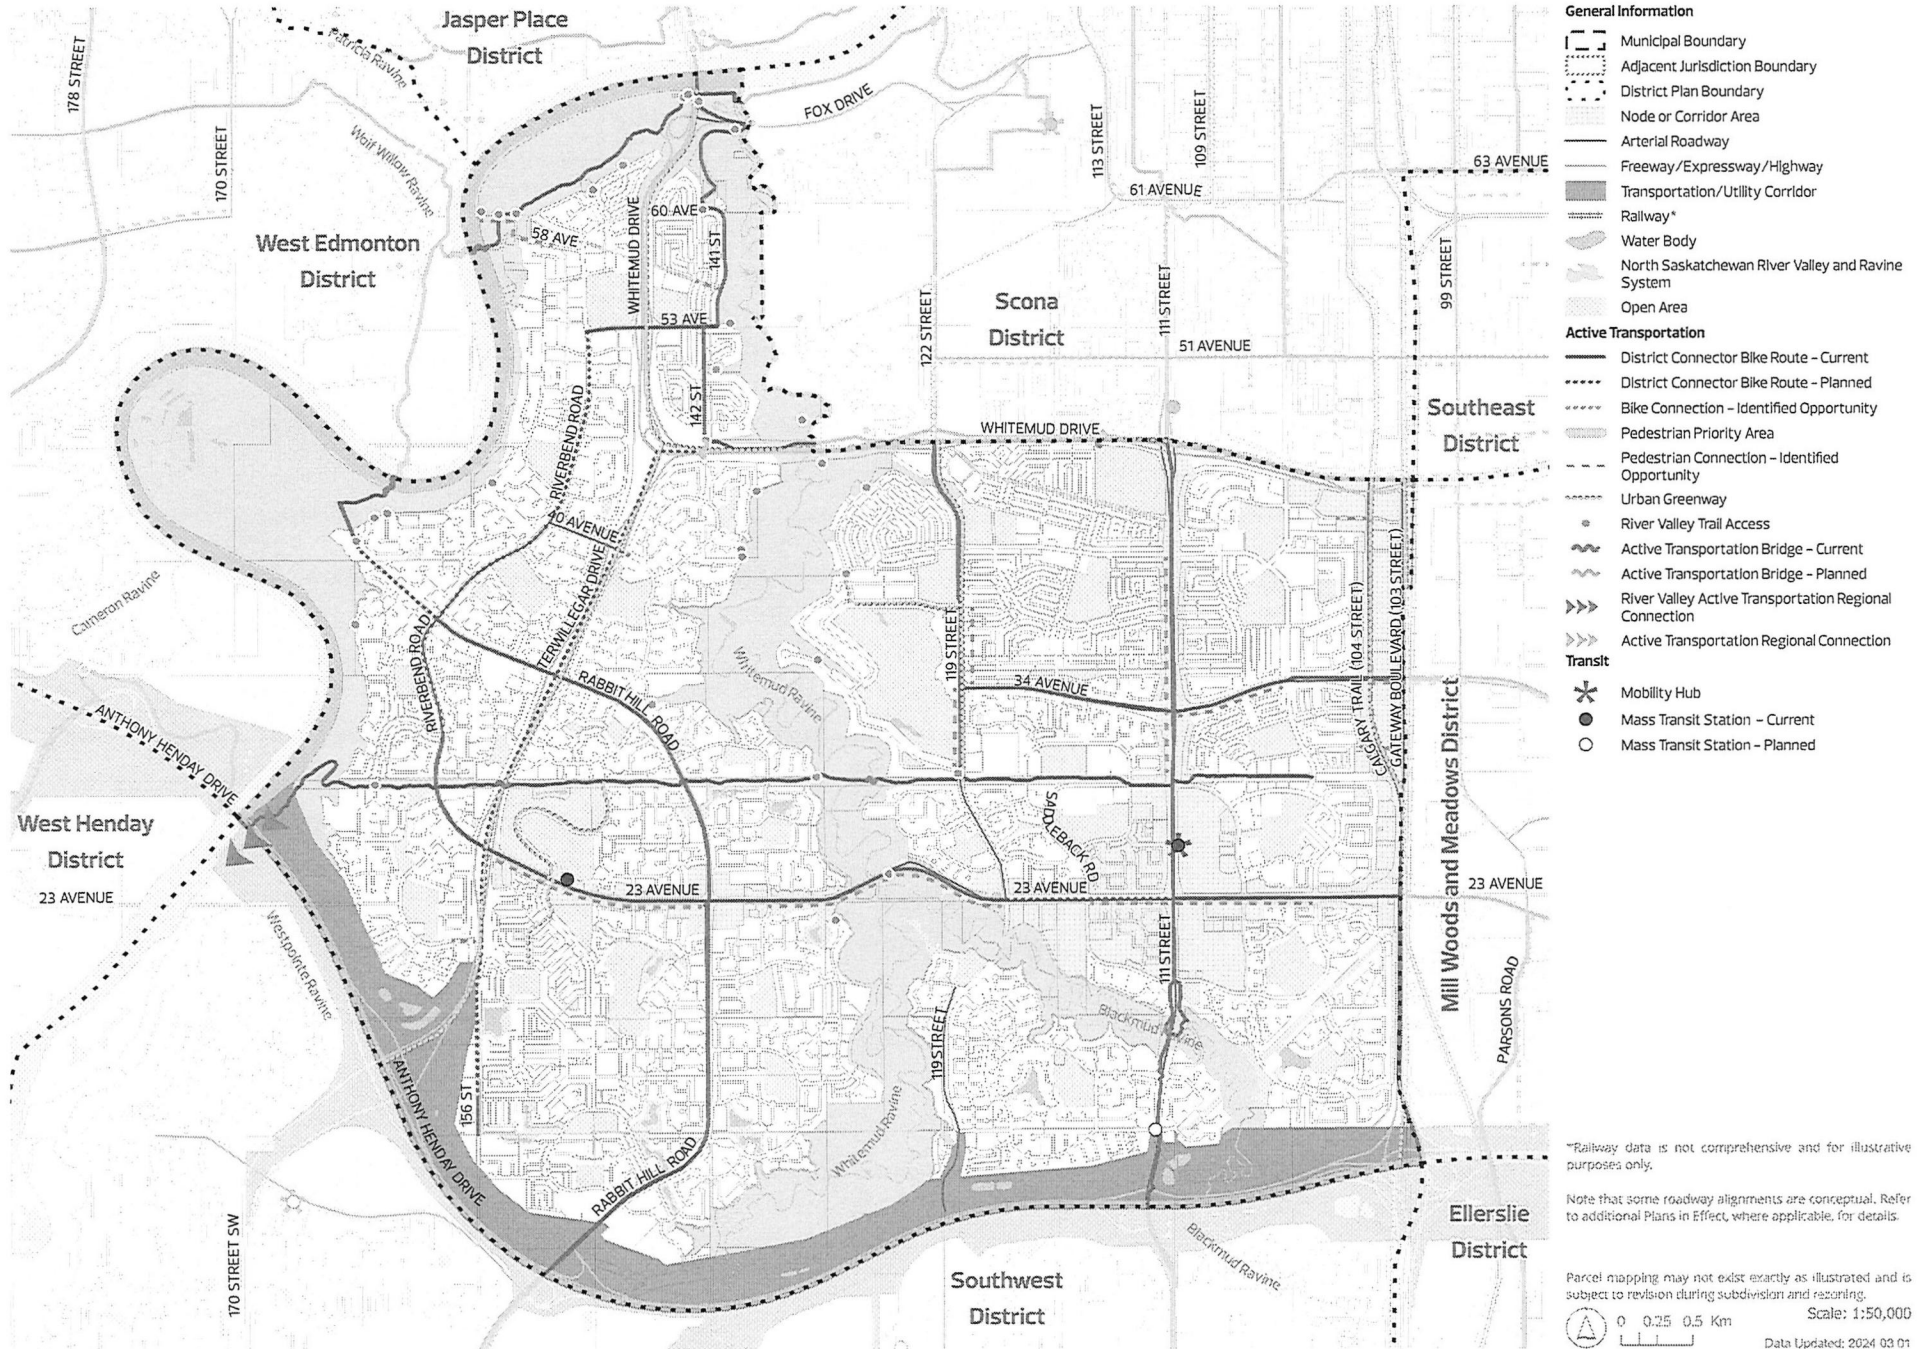 Jasper Place
District
Patricia Ravine
178 STREET
170 STREET
Waif Willow Ravine
FOX DRIVE
113 STREET
109 STREET
63 AVENUE
61 AVENUE
West Edmonton
District
58 AVE
60 AVE
WHITEMUD DRIVE
141 ST
53 AVE
142 ST
122 STREET
Scona
District
111 STREET
51 AVENUE
99 STREET
Southeast
District
WHITEMUD DRIVE
RIVERBEND ROAD
40 AVENUE
TERWILLEGAR DRIVE
Cameron Ravine
RIVERBEND ROAD
RABBIT HILL ROAD
Whitemud Ravine
119 STREET
34 AVENUE
CALGARY TRAIL (104 STREET)
GATEWAY BOULEVARD (103 STREET)
Mill Woods and Meadows District
ANTHONY HENDAY DRIVE
West Henday
District
23 AVENUE
SADDLEBACK RD
23 AVENUE
23 AVENUE
23 AVENUE
Westpointe Ravine
111 STREET
PARSONS ROAD
119 STREET
Blackmud Ravine
156 ST
ANTHONY HENDAY DRIVE
Whitemud Ravine
RABBIT HILL ROAD
170 STREET SW
Blackmud Ravine
Southwest
District
Ellerslie
District
General Information
Municipal Boundary
Adjacent Jurisdiction Boundary
District Plan Boundary
Node or Corridor Area
Arterial Roadway
Freeway/Expressway/Highway
Transportation/Utility Corridor
Railway*
Water Body
North Saskatchewan River Valley and Ravine
System
Open Area
Active Transportation
District Connector Bike Route – Current
District Connector Bike Route – Planned
Bike Connection – Identified Opportunity
Pedestrian Priority Area
Pedestrian Connection – Identified
Opportunity
Urban Greenway
River Valley Trail Access
Active Transportation Bridge – Current
Active Transportation Bridge – Planned
River Valley Active Transportation Regional
Connection
Active Transportation Regional Connection
Transit
Mobility Hub
Mass Transit Station – Current
Mass Transit Station – Planned
*Railway data is not comprehensive and for illustrative
purposes only.
Note that some roadway alignments are conceptual. Refer
to additional Plans in Effect, where applicable, for details.
Parcel mapping may not exist exactly as illustrated and is
subject to revision during subdivision and rezoning.
0 0.25 0.5 Km
Scale: 1:50,000
Data Updated: 2024 03 01